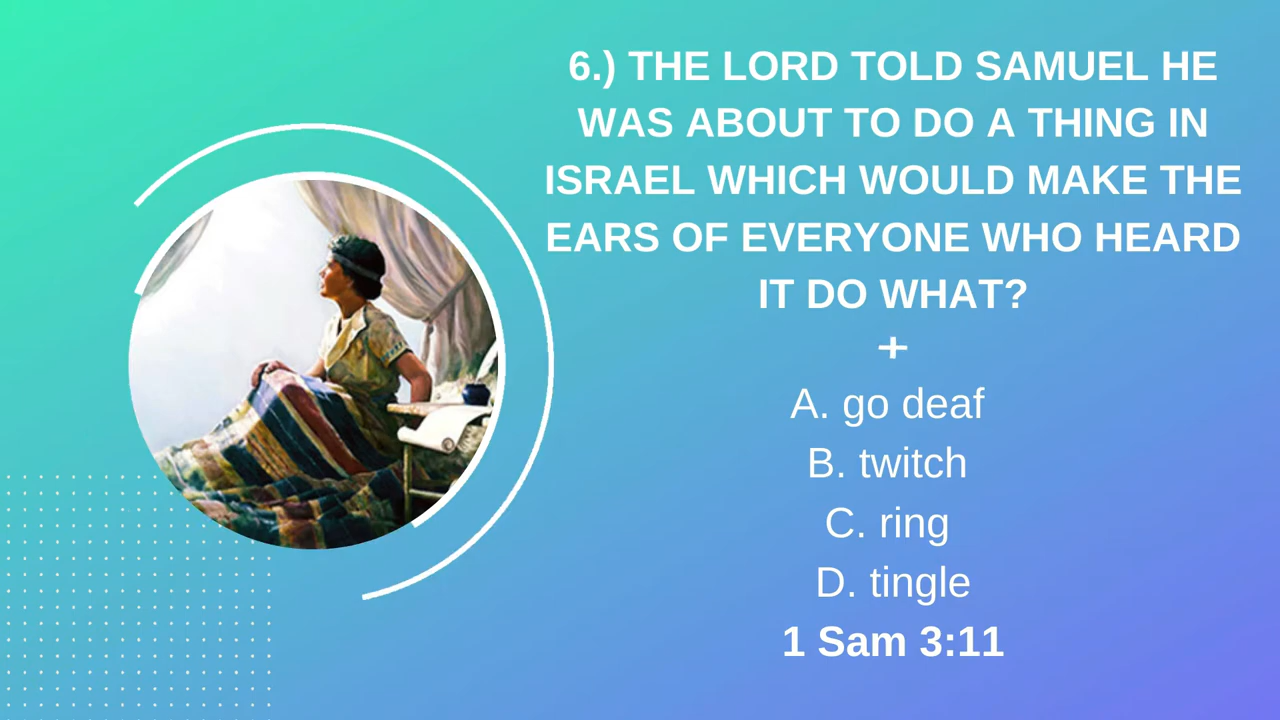 6.) THE LORD TOLD SAMUEL HE
WAS ABOUT TO DO A THING IN
ISRAEL WHICH WOULD MAKE THE
EARS OF EVERYONE WHO HEARD
IT DO WHAT?
+
A. go deaf
B. twitch
C. ring
D. tingle
1 Sam 3:11